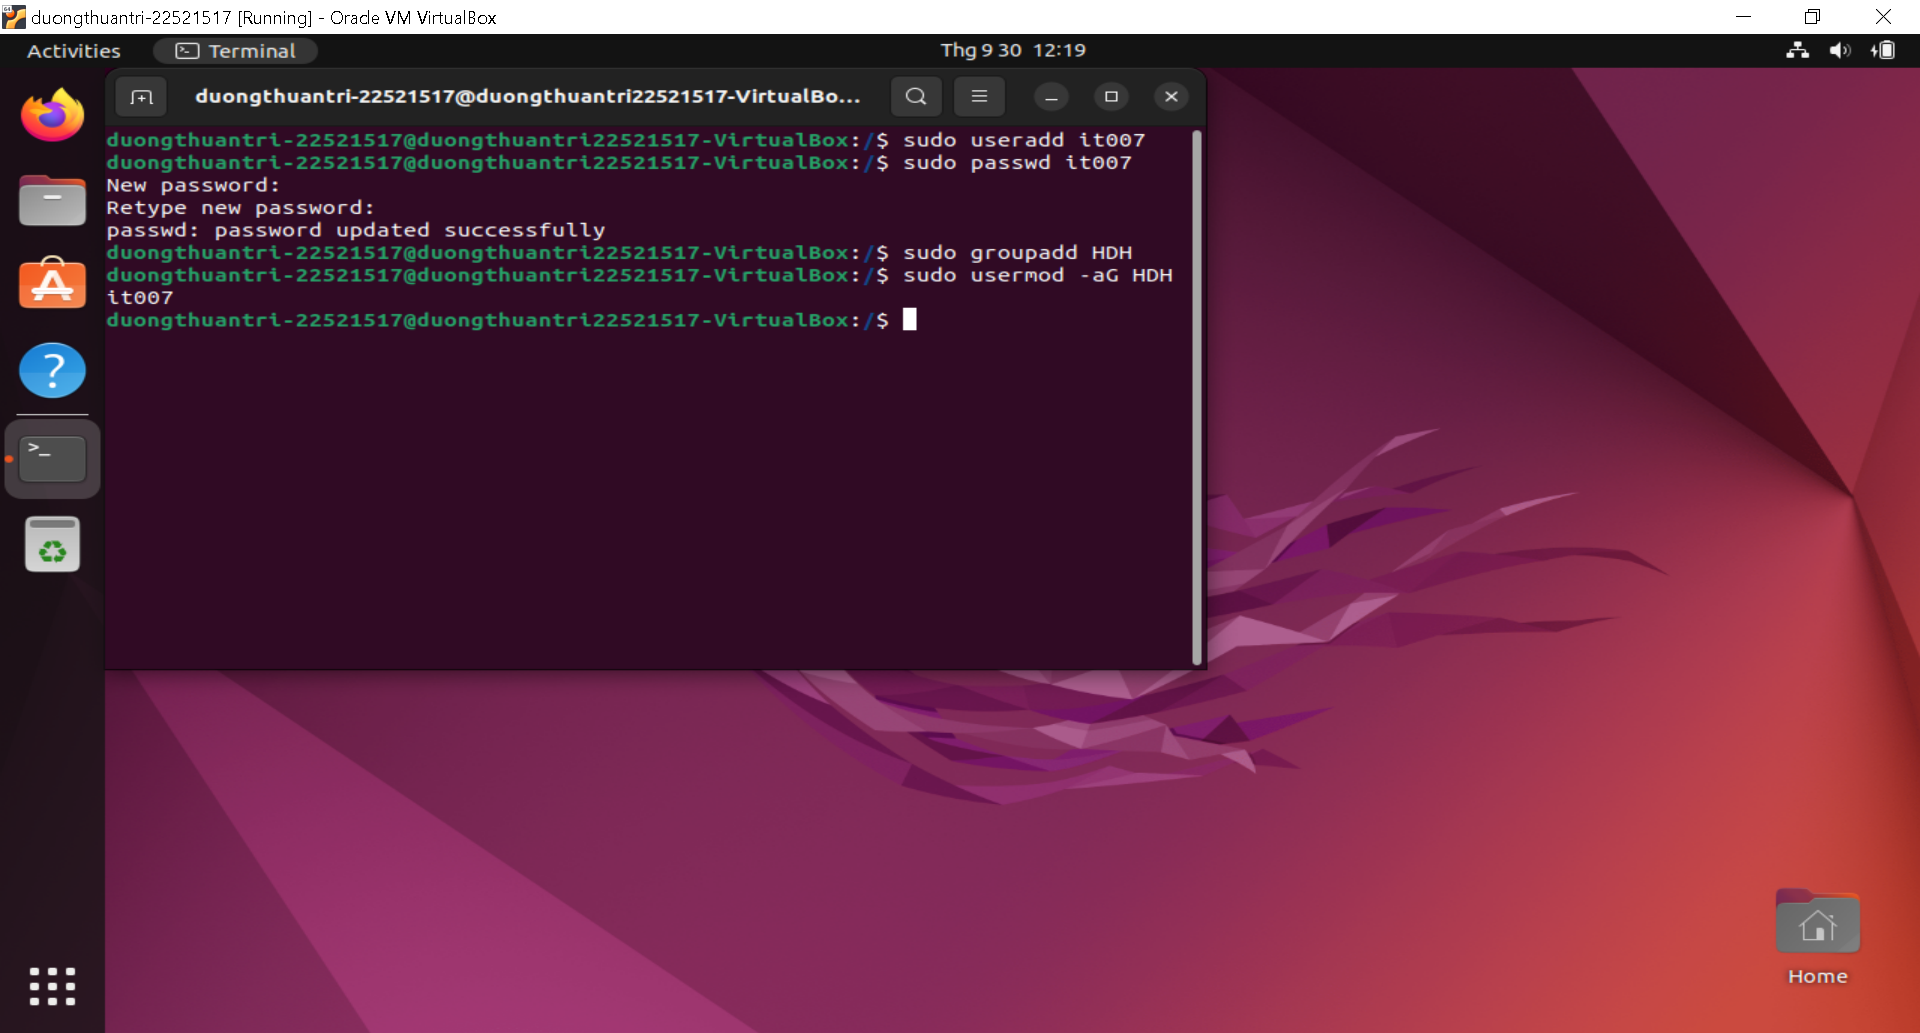 duongthuantri-22521517 [Running] - Oracle VM VirtualBox
Activities
Terminal
Thg 9 30 12:19
duongthuantri-22521517@duongthuantri22521517-VirtualBo...
duongthuantri-22521517@duongthuantri22521517-VirtualBox:/$ sudo useradd it007
duongthuantri-22521517@duongthuantri22521517-VirtualBox:/$ sudo passwd it007
New password:
Retype new password:
passwd: password updated successfully
duongthuantri-22521517@duongthuantri22521517-VirtualBox:/$ sudo groupadd HDH
duongthuantri-22521517@duongthuantri22521517-VirtualBox:/$ sudo usermod -aG HDH
it007
duongthuantri-22521517@duongthuantri22521517-VirtualBox:/$
Home